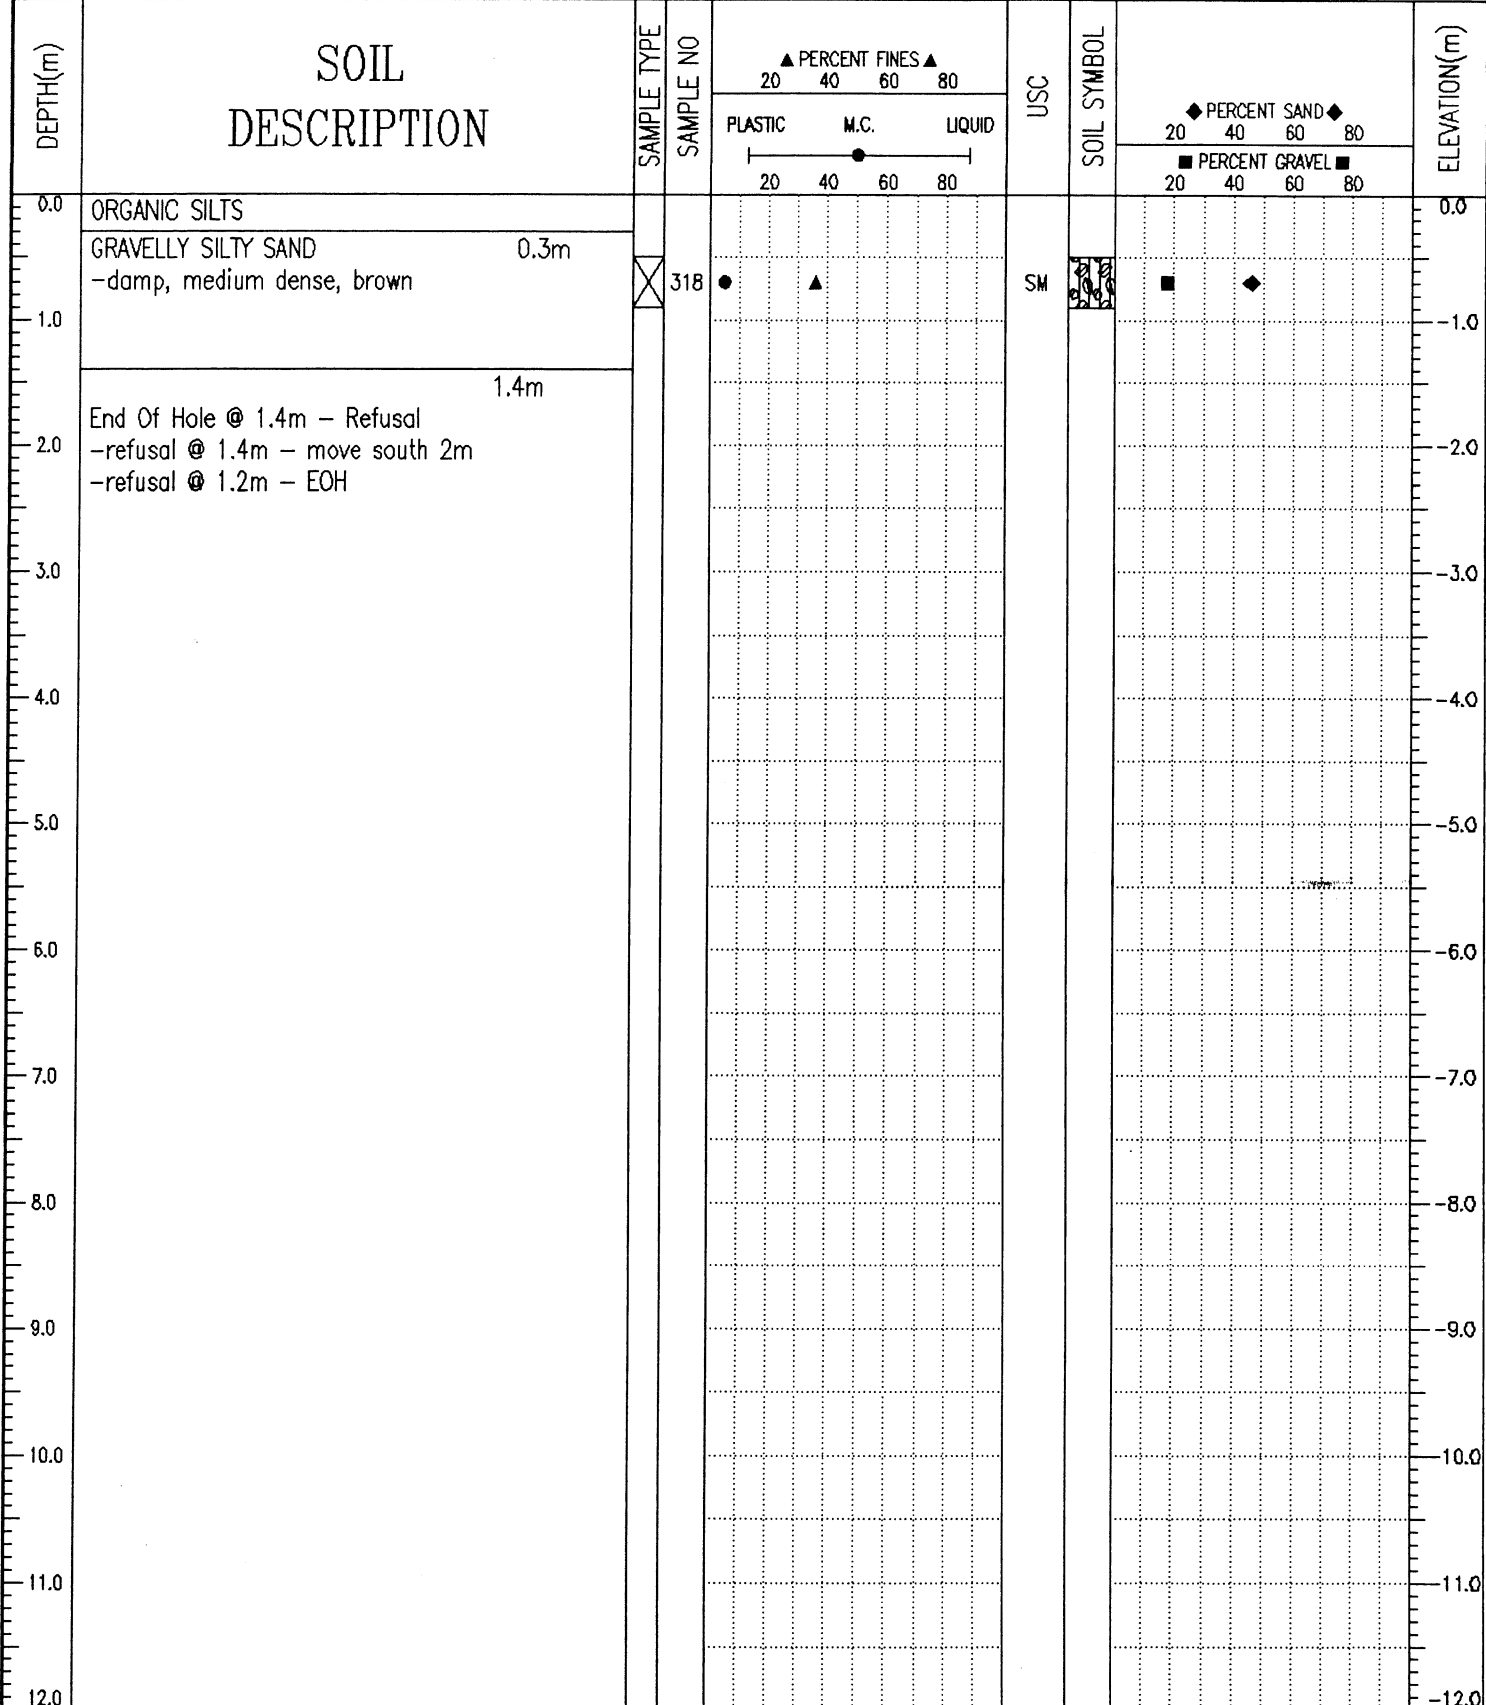 DEPTH(m)
SOIL
DESCRIPTION
SAMPLE TYPE
SAMPLE NO
▲ PERCENT FINES ▲
20 40 60 80
PLASTIC M.C. LIQUID
20 40 60 80
USC
SOIL SYMBOL
◆ PERCENT SAND ◆
20 40 60 80
■ PERCENT GRAVEL ■
20 40 60 80
ELEVATION(m)
0.0 ORGANIC SILTS 0.0
GRAVELLY SILTY SAND 0.3m
-damp, medium dense, brown 318 SM
1.0 -1.0
1.4m
End Of Hole @ 1.4m - Refusal
2.0 -refusal @ 1.4m - move south 2m -2.0
-refusal @ 1.2m - EOH
3.0 -3.0
4.0 -4.0
5.0 -5.0
6.0 -6.0
7.0 -7.0
8.0 -8.0
9.0 -9.0
10.0 -10.0
11.0 -11.0
12.0 -12.0